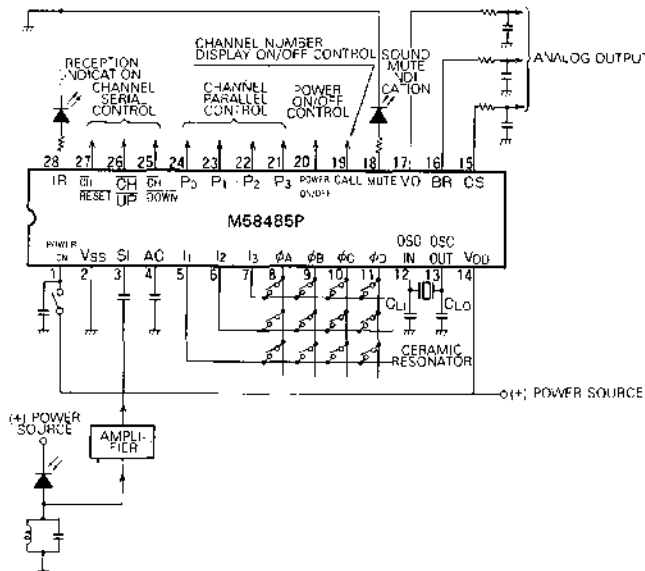 CHANNEL NUMBER
DISPLAY ON/OFF CONTROL
SOUND
MUTE
INDI
CATION
RECEPTION
INDICATION
CHANNEL
SERIAL
CONTROL
CHANNEL
PARALLEL
CONTROL
POWER
ON/OFF
CONTROL
ANALOG OUTPUT
28 27 26 25 24 23 22 21 20 19 18 17 16 15
IR CH RESET CH UP CH DOWN P0 P1 P2 P3 POWER ON/OFF CALL MUTE VO BR CS
M58485P
POWER ON VSS SI AC I1 I2 I3 φA φB φC φD OSC IN OSC OUT VDD
1 2 3 4 5 6 7 8 9 10 11 12 13 14
CLI CLO
CERAMIC
RESONATOR
(+) POWER SOURCE
(+) POWER
SOURCE
AMPLI-
FIER